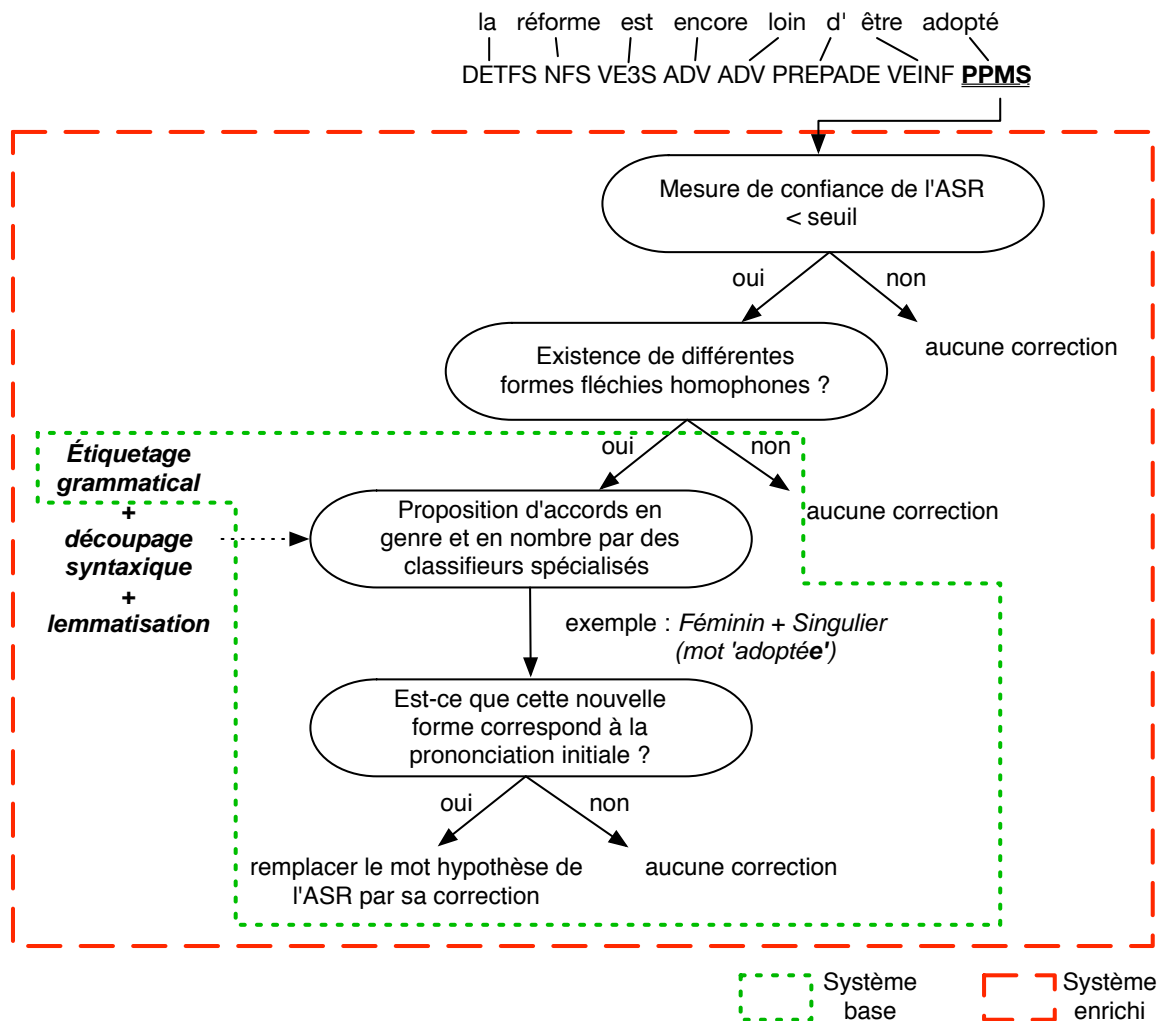 la réforme est encore loin d' être adopté
DETFS NFS VE3S ADV ADV PREPADE VEINF PPMS
Mesure de confiance de l'ASR
< seuil
oui non
aucune correction
Existence de différentes
formes fléchies homophones ?
oui non
aucune correction
Étiquetage
grammatical
+
découpage
syntaxique
+
lemmatisation
Proposition d'accords en
genre et en nombre par des
classifieurs spécialisés
exemple : Féminin + Singulier
(mot 'adoptée')
Est-ce que cette nouvelle
forme correspond à la
prononciation initiale ?
oui non
remplacer le mot hypothèse de
l'ASR par sa correction
aucune correction
Système
base
Système
enrichi